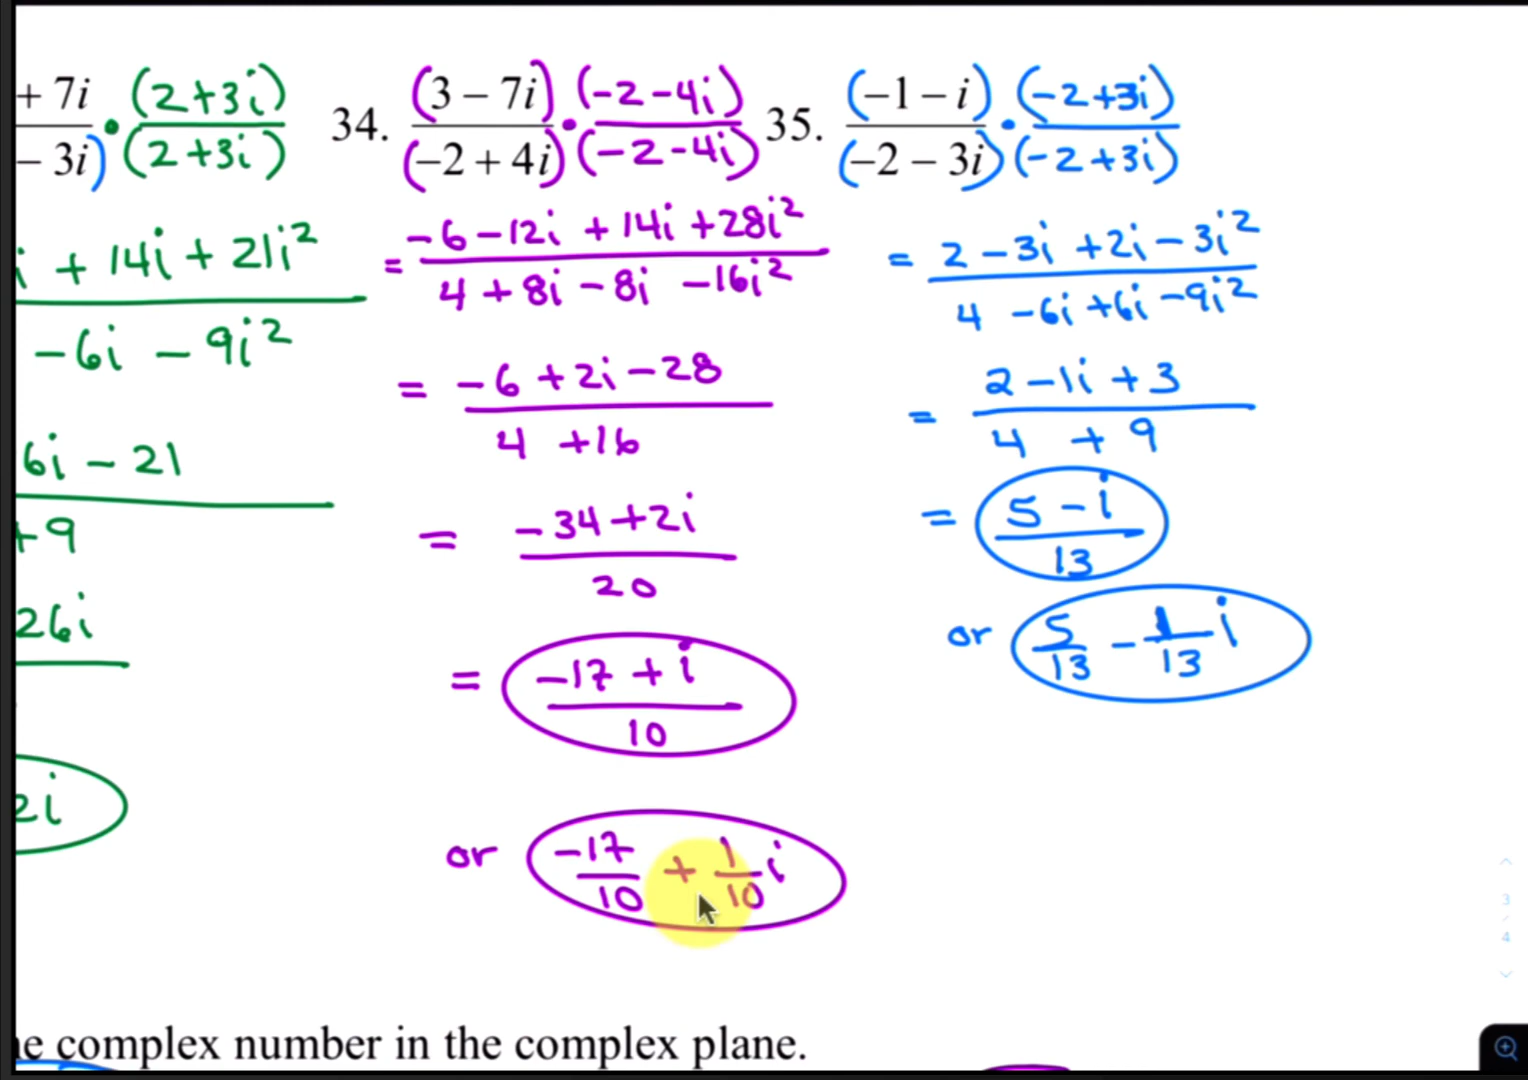 + 7i • (2+3i)
- 3i) (2+3i)
i + 14i + 21i²
-6i - 9i²
6i - 21
+9
26i
2i
34. (3 - 7i) • (-2-4i)
(-2 + 4i) (-2-4i)
= -6-12i + 14i +28i²
4 + 8i - 8i - 16i²
= -6 +2i -28
4 +16
= -34+2i
20
= -17 + i
10
or -17/10 + 1/10 i
35. (-1 - i) • (-2+3i)
(-2 - 3i) (-2+3i)
= 2 -3i +2i -3i²
4 -6i +6i -9i²
= 2 -1i +3
4 + 9
= 5 - i
13
or 5/13 - 1/13 i
e complex number in the complex plane.
3
/
4